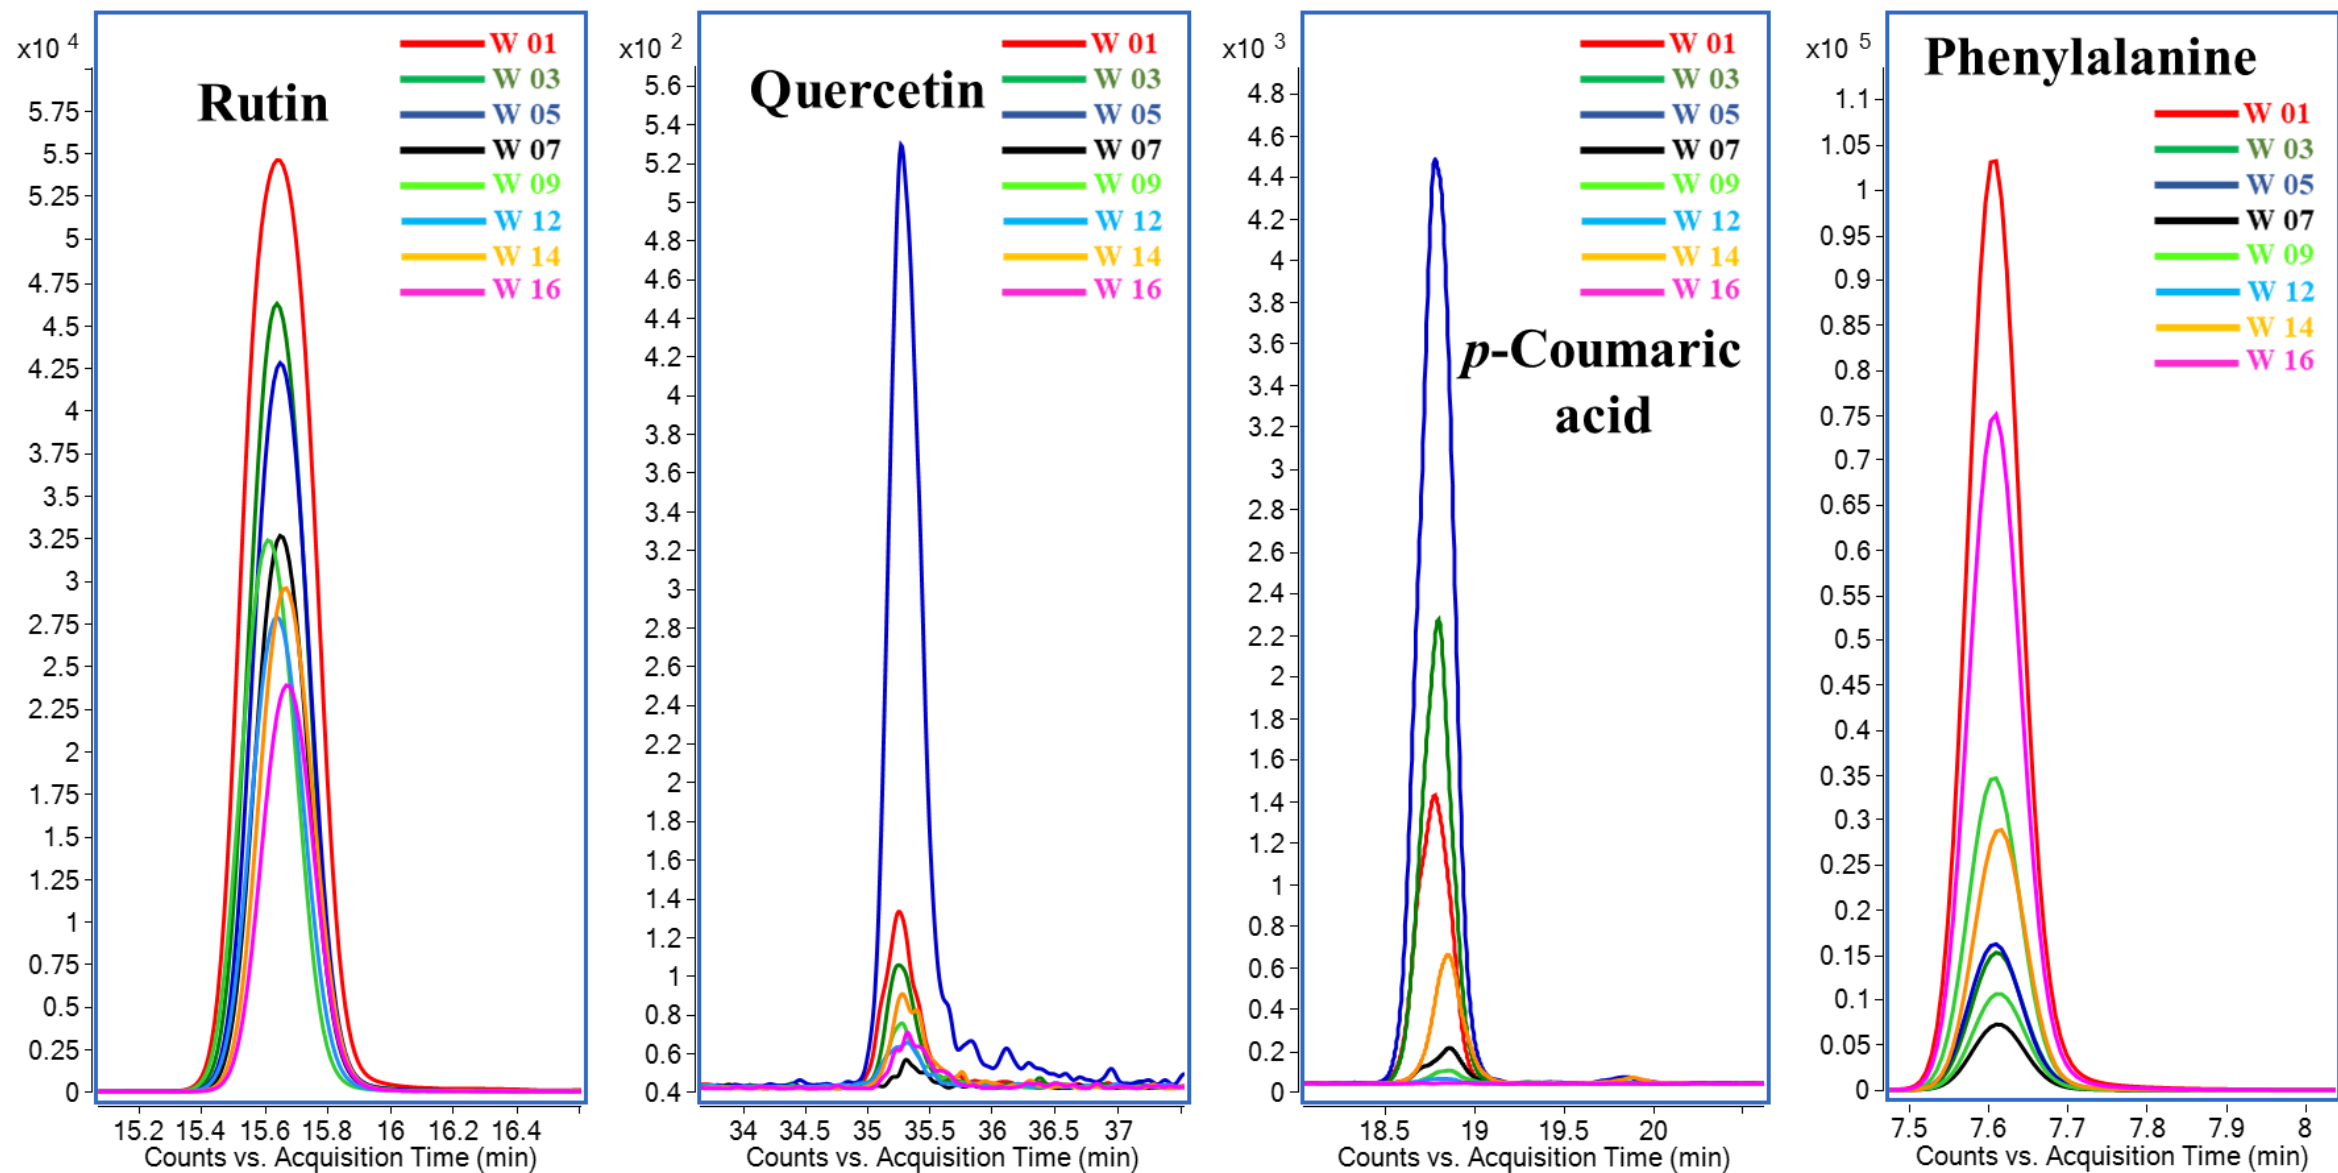 x10 4
Rutin
W 01
W 03
W 05
W 07
W 09
W 12
W 14
W 16
5.75
5.5
5.25
5
4.75
4.5
4.25
4
3.75
3.5
3.25
3
2.75
2.5
2.25
2
1.75
1.5
1.25
1
0.75
0.5
0.25
0
15.2 15.4 15.6 15.8 16 16.2 16.4
Counts vs. Acquisition Time (min)
x10 2
Quercetin
W 01
W 03
W 05
W 07
W 09
W 12
W 14
W 16
5.6
5.4
5.2
5
4.8
4.6
4.4
4.2
4
3.8
3.6
3.4
3.2
3
2.8
2.6
2.4
2.2
2
1.8
1.6
1.4
1.2
1
0.8
0.6
0.4
34 34.5 35 35.5 36 36.5 37
Counts vs. Acquisition Time (min)
x10 3
W 01
W 03
W 05
W 07
W 09
W 12
W 14
W 16
p-Coumaric
acid
4.8
4.6
4.4
4.2
4
3.8
3.6
3.4
3.2
3
2.8
2.6
2.4
2.2
2
1.8
1.6
1.4
1.2
1
0.8
0.6
0.4
0.2
0
18.5 19 19.5 20
Counts vs. Acquisition Time (min)
x10 5
Phenylalanine
W 01
W 03
W 05
W 07
W 09
W 12
W 14
W 16
1.1
1.05
1
0.95
0.9
0.85
0.8
0.75
0.7
0.65
0.6
0.55
0.5
0.45
0.4
0.35
0.3
0.25
0.2
0.15
0.1
0.05
0
7.5 7.6 7.7 7.8 7.9 8
Counts vs. Acquisition Time (min)